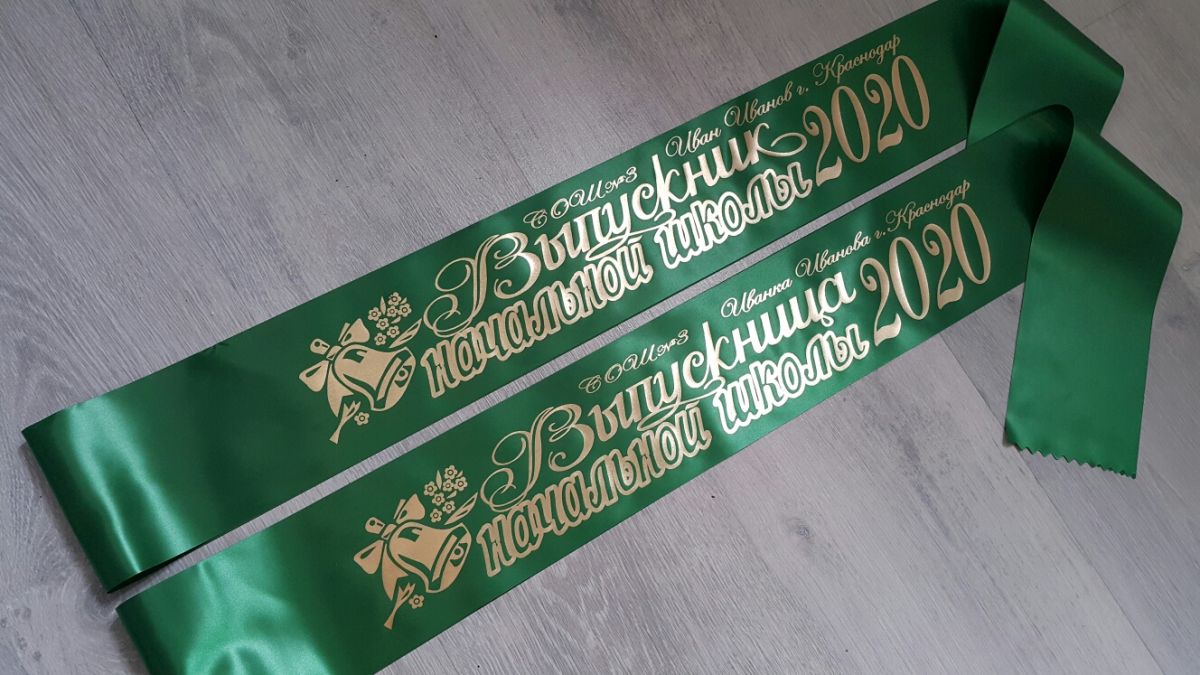 СОШ №3 Иван Иванов г. Краснодар
Выпускник 2020
начальной школы
СОШ №3 Иванка Иванова г. Краснодар
Выпускница 2020
начальной школы